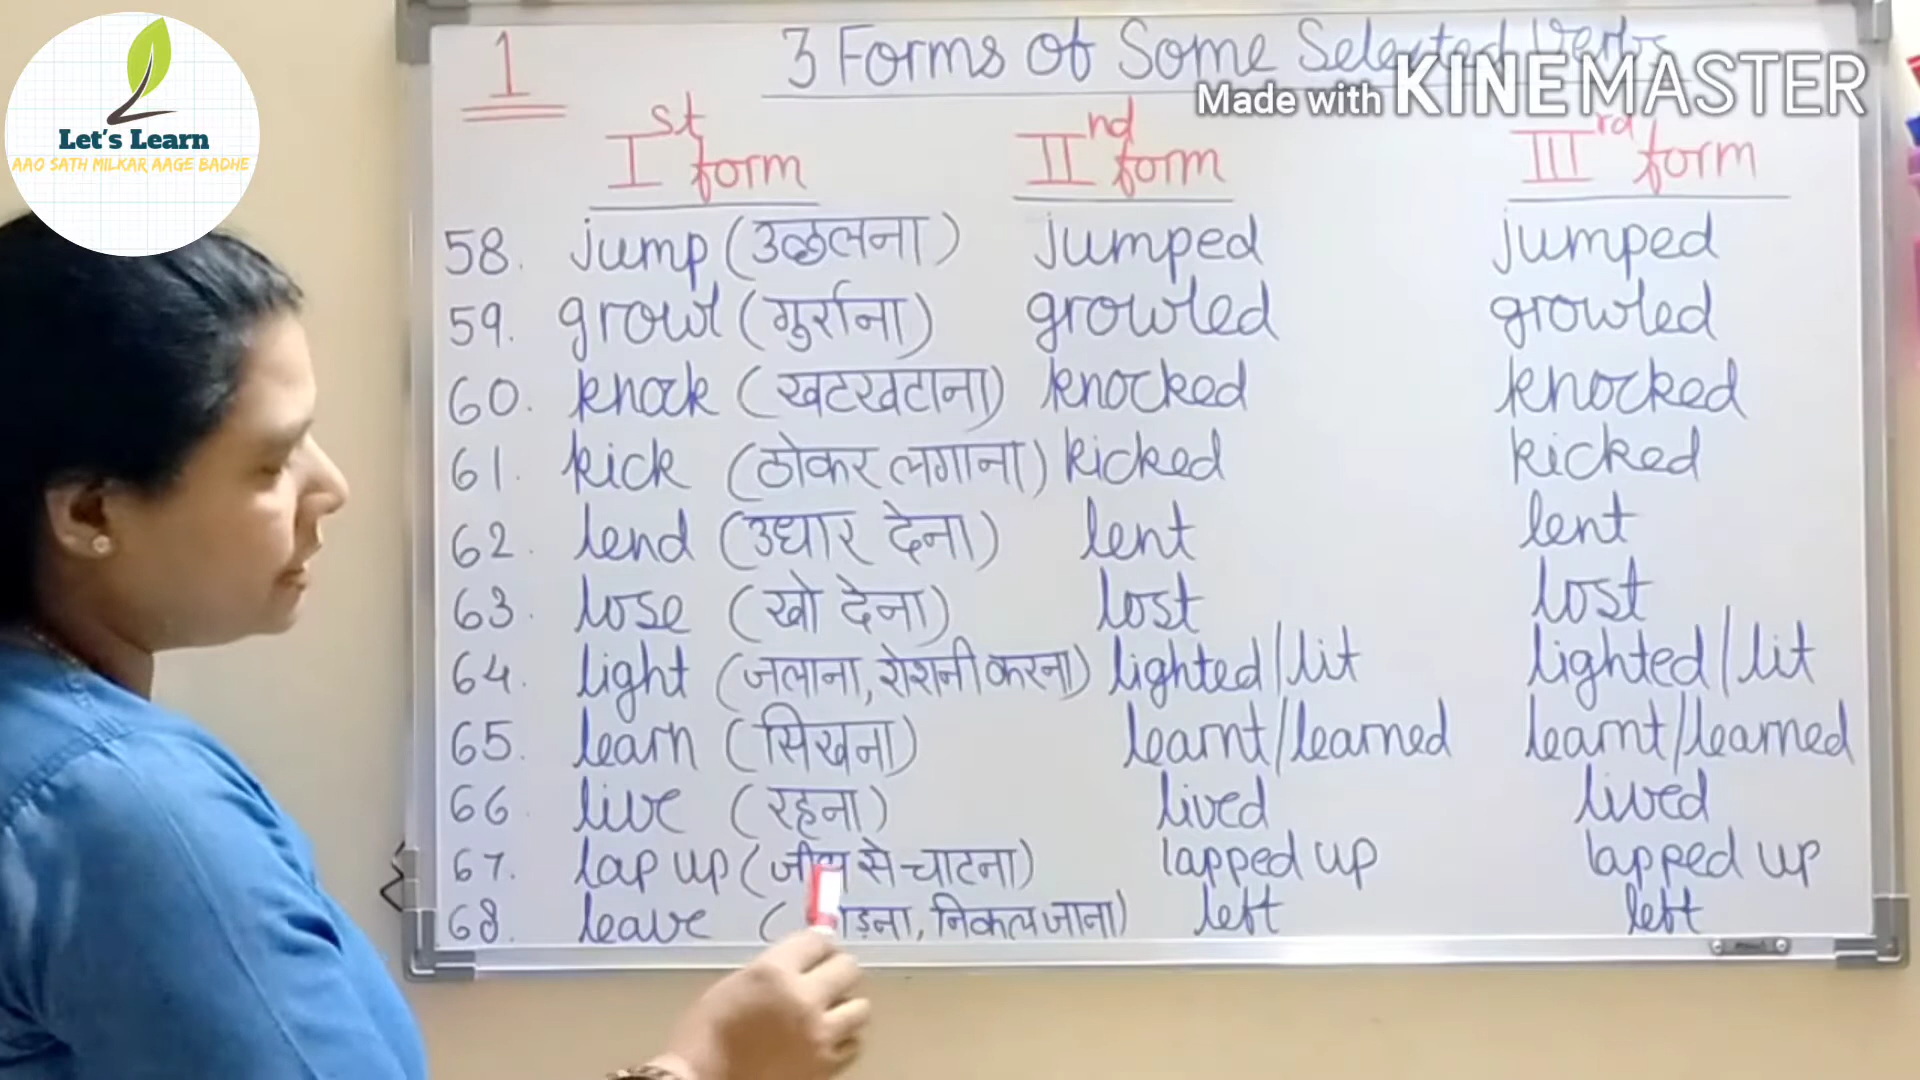 Let's Learn
AAO SATH MILKAR AAGE BADHE
1
3 Forms of Some Selected Verbs
Made with KINEMASTER
Ist form IInd form IIIrd form
58. jump (उछलना) jumped jumped
59. growl (गुर्राना) growled growled
60. knock (खटखटाना) knocked knocked
61. kick (ठोकर लगाना) kicked kicked
62. lend (उधार देना) lent lent
63. lose (खो देना) lost lost
64. light (जलाना, रोशनी करना) lighted/lit lighted/lit
65. learn (सिखना) learnt/learned learnt/learned
66. live (रहना) lived lived
67. lap up ( से चाटना) lapped up lapped up
68. leave ( निकल जाना) left left